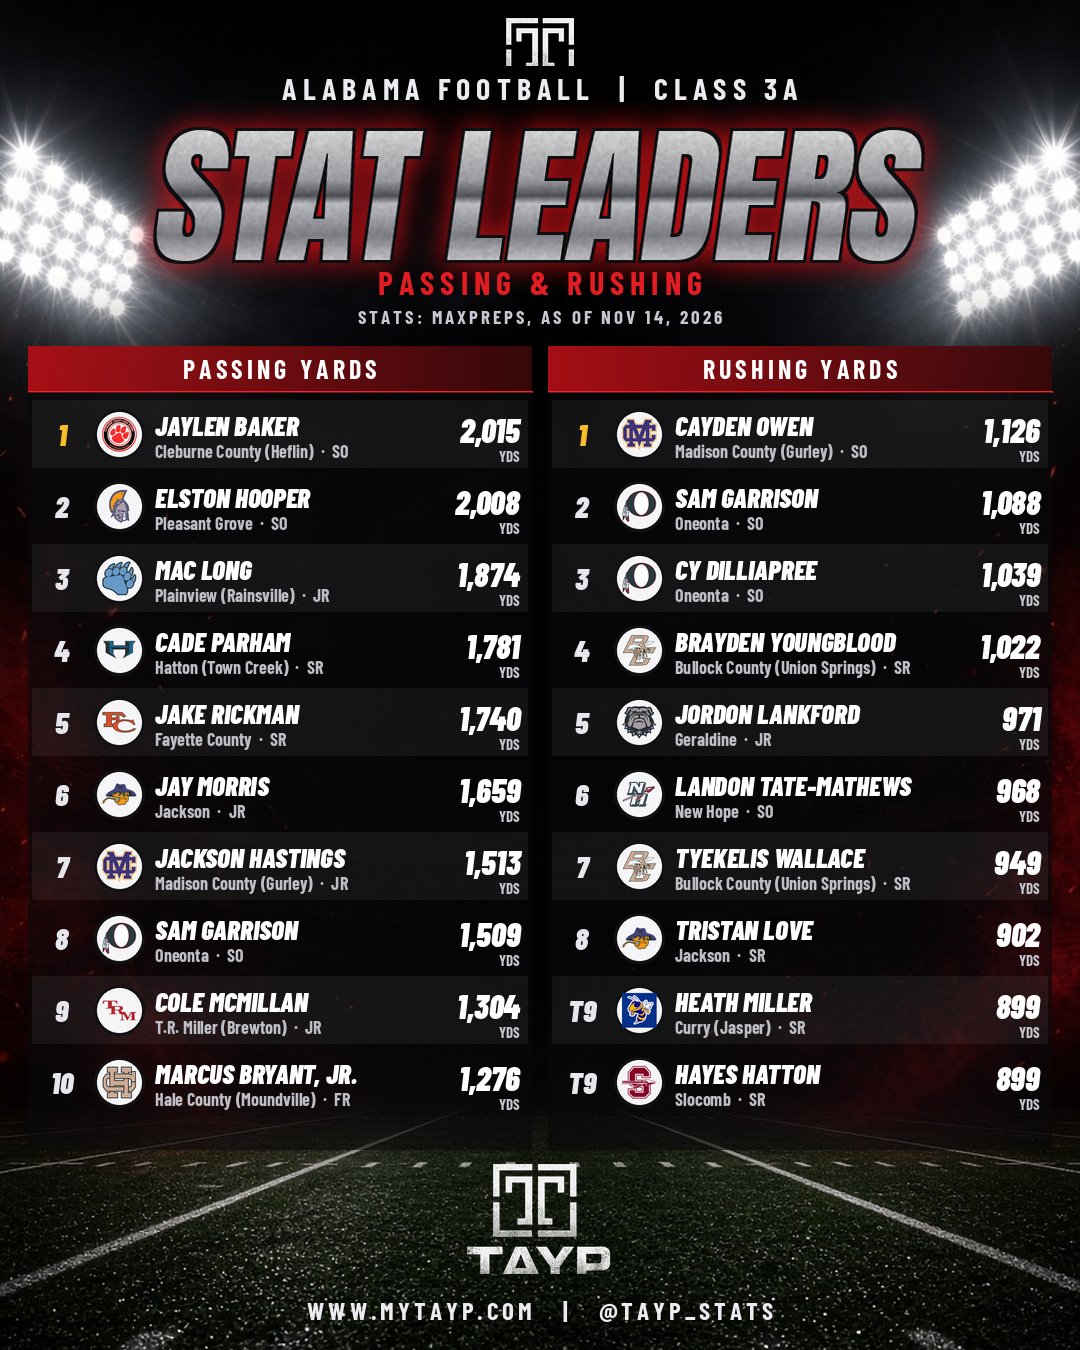 ALABAMA FOOTBALL | CLASS 3A
STAT LEADERS
PASSING & RUSHING
STATS: MAXPREPS, AS OF NOV 14, 2026
PASSING YARDS
1 JAYLEN BAKER 2,015
Cleburne County (Heflin) · SO YDS
2 ELSTON HOOPER 2,008
Pleasant Grove · SO YDS
3 MAC LONG 1,874
Plainview (Rainsville) · JR YDS
4 CADE PARHAM 1,781
Hatton (Town Creek) · SR YDS
5 JAKE RICKMAN 1,740
Fayette County · SR YDS
6 JAY MORRIS 1,659
Jackson · JR YDS
7 JACKSON HASTINGS 1,513
Madison County (Gurley) · JR YDS
8 SAM GARRISON 1,509
Oneonta · SO YDS
9 COLE MCMILLAN 1,304
T.R. Miller (Brewton) · JR YDS
10 MARCUS BRYANT, JR. 1,276
Hale County (Moundville) · FR YDS
RUSHING YARDS
1 CAYDEN OWEN 1,126
Madison County (Gurley) · SO YDS
2 SAM GARRISON 1,088
Oneonta · SO YDS
3 CY DILLIAPREE 1,039
Oneonta · SO YDS
4 BRAYDEN YOUNGBLOOD 1,022
Bullock County (Union Springs) · SR YDS
5 JORDON LANKFORD 971
Geraldine · JR YDS
6 LANDON TATE-MATHEWS 968
New Hope · SO YDS
7 TYEKELIS WALLACE 949
Bullock County (Union Springs) · SR YDS
8 TRISTAN LOVE 902
Jackson · SR YDS
T9 HEATH MILLER 899
Curry (Jasper) · SR YDS
T9 HAYES HATTON 899
Slocomb · SR YDS
TAYP
WWW.MYTAYP.COM | @TAYP_STATS